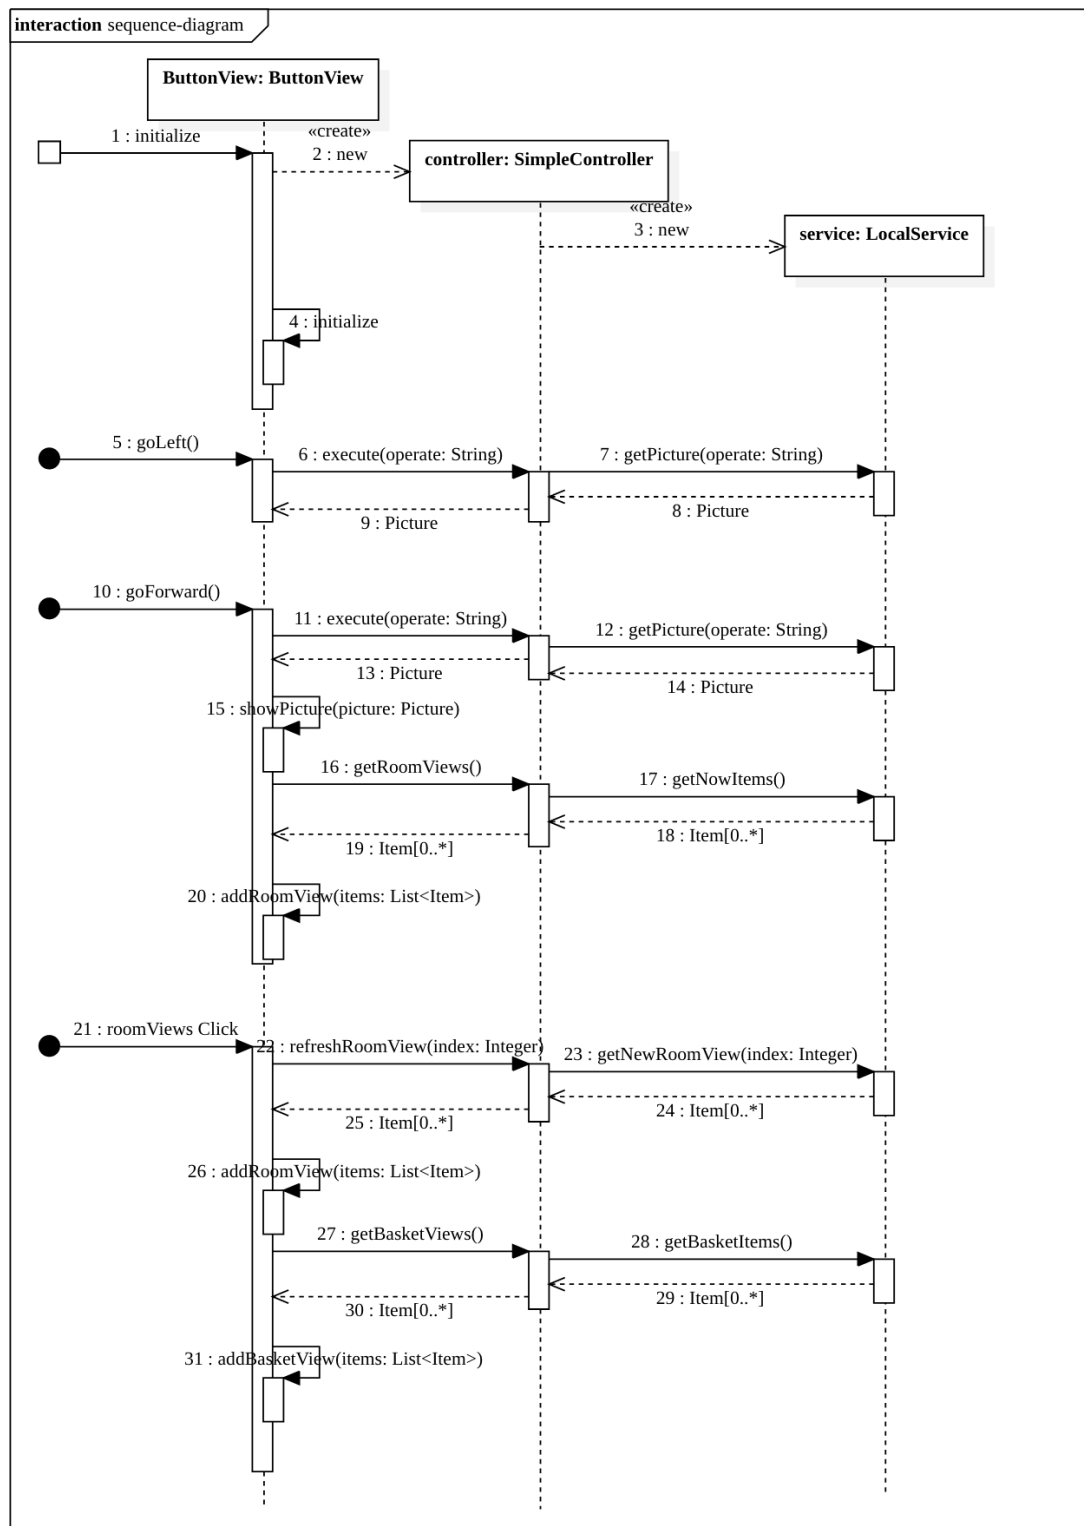 interaction sequence-diagram
ButtonView: ButtonView
1 : initialize
«create»
2 : new
controller: SimpleController
«create»
3 : new
service: LocalService
4 : initialize
5 : goLeft()
6 : execute(operate: String)
7 : getPicture(operate: String)
8 : Picture
9 : Picture
10 : goForward()
11 : execute(operate: String)
12 : getPicture(operate: String)
13 : Picture
14 : Picture
15 : showPicture(picture: Picture)
16 : getRoomViews()
17 : getNowItems()
18 : Item[0..*]
19 : Item[0..*]
20 : addRoomView(items: List<Item>)
21 : roomViews Click
22 : refreshRoomView(index: Integer)
23 : getNewRoomView(index: Integer)
24 : Item[0..*]
25 : Item[0..*]
26 : addRoomView(items: List<Item>)
27 : getBasketViews()
28 : getBasketItems()
29 : Item[0..*]
30 : Item[0..*]
31 : addBasketView(items: List<Item>)